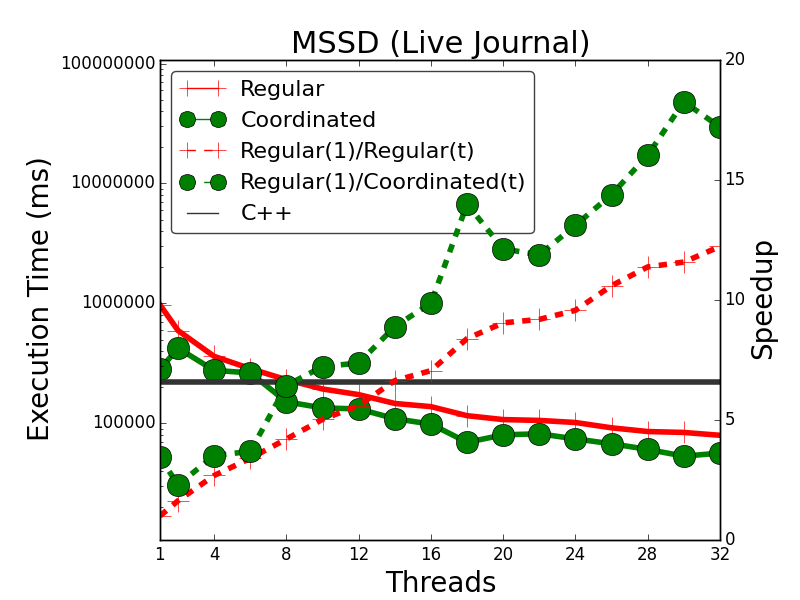 MSSD (Live Journal)
Execution Time (ms)
100000000
10000000
1000000
100000
Regular
Coordinated
Regular(1)/Regular(t)
Regular(1)/Coordinated(t)
C++
20
15
10
5
0
Speedup
1 4 8 12 16 20 24 28 32
Threads